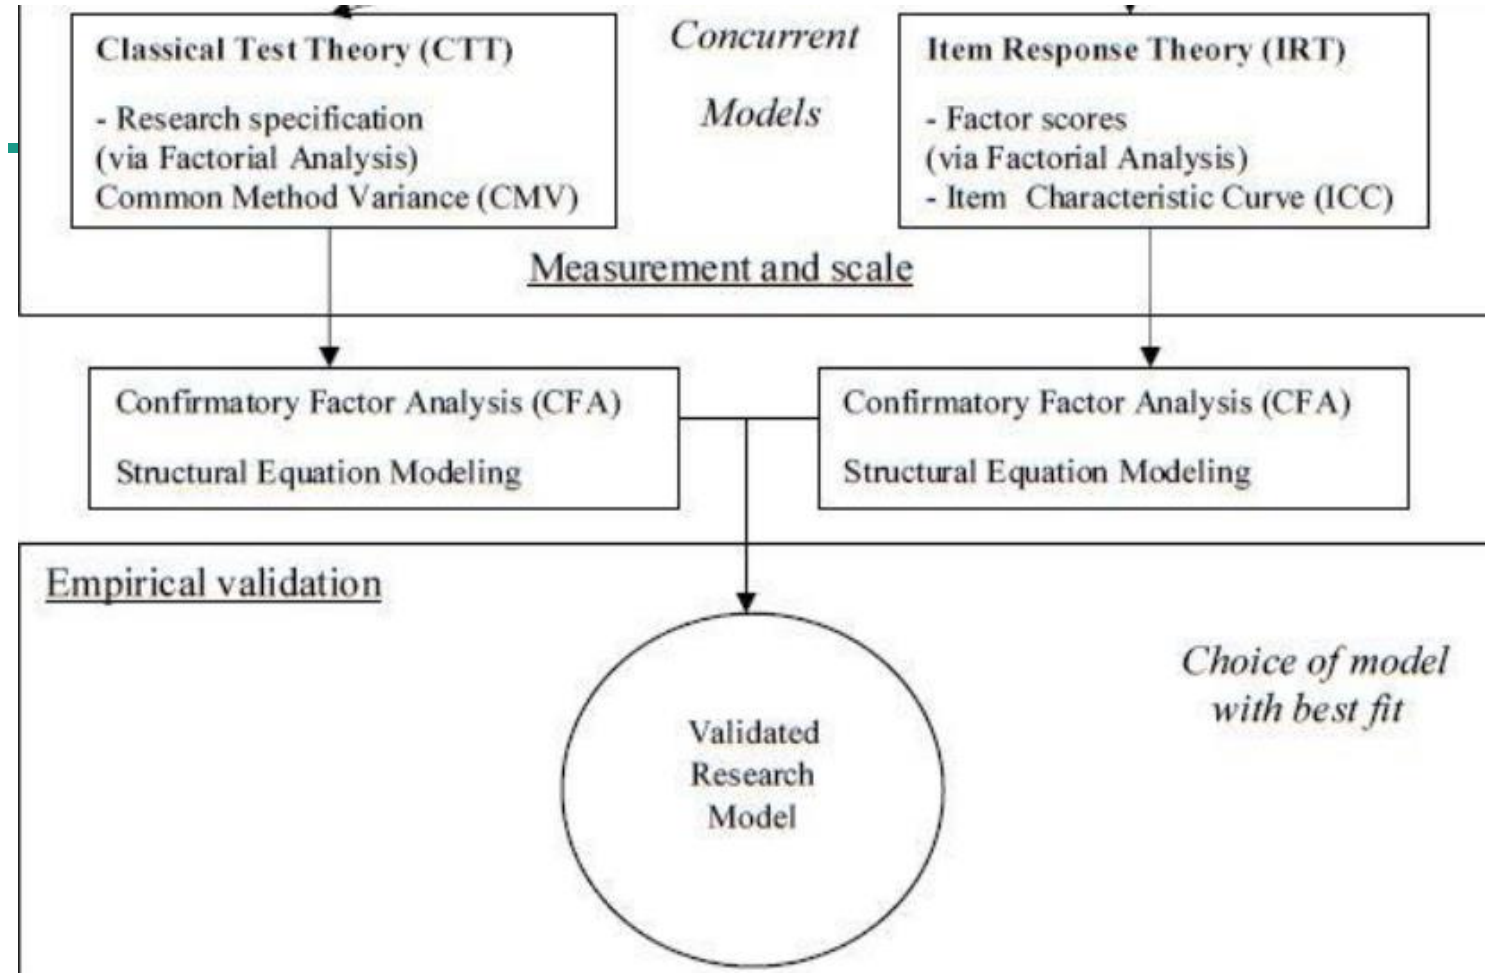 Classical Test Theory (CTT)
- Research specification
(via Factorial Analysis)
Common Method Variance (CMV)
Concurrent
Models
Item Response Theory (IRT)
- Factor scores
(via Factorial Analysis)
- Item Characteristic Curve (ICC)
Measurement and scale
Confirmatory Factor Analysis (CFA)
Structural Equation Modeling
Confirmatory Factor Analysis (CFA)
Structural Equation Modeling
Empirical validation
Validated
Research
Model
Choice of model
with best fit